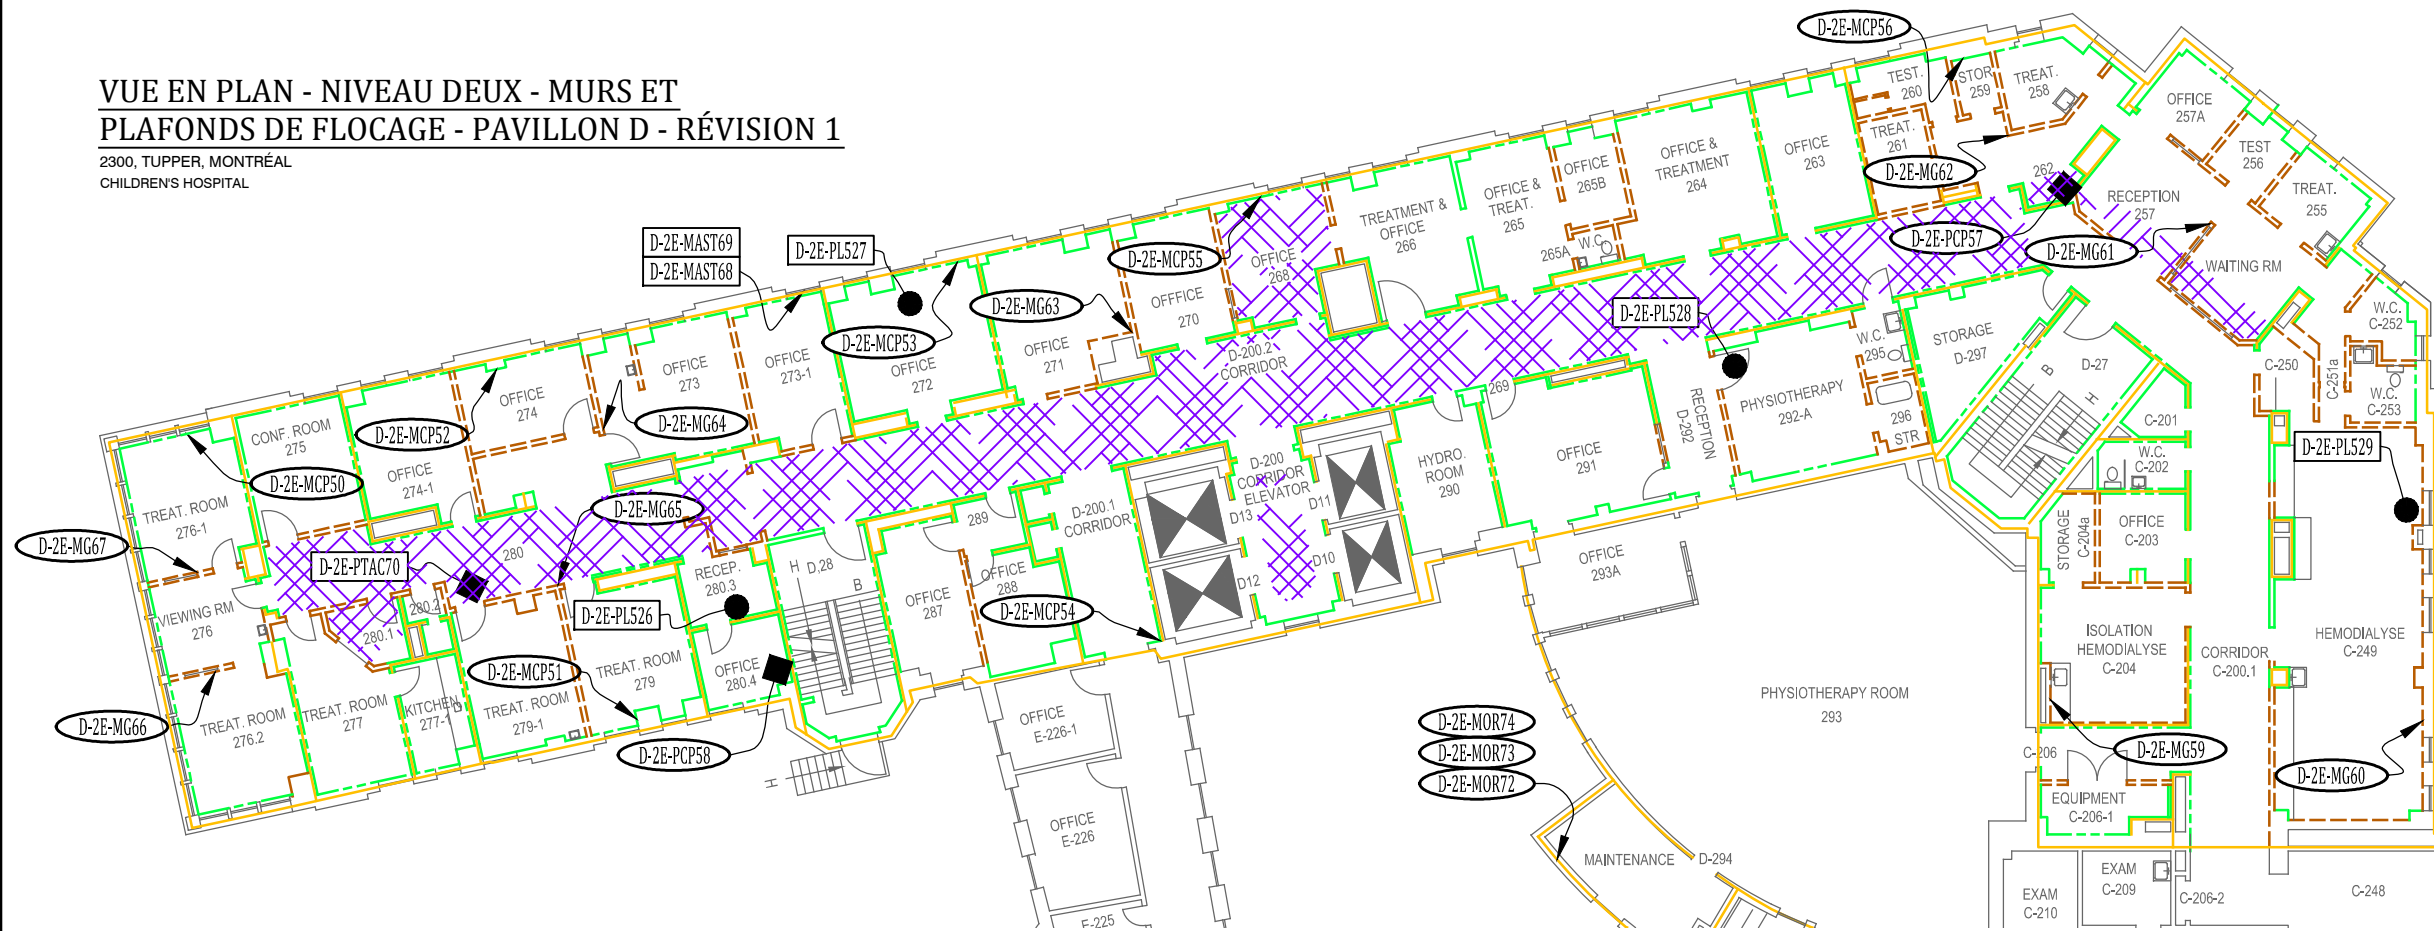 VUE EN PLAN - NIVEAU DEUX - MURS ET
PLAFONDS DE FLOCAGE - PAVILLON D - RÉVISION 1
2300, TUPPER, MONTRÉAL
CHILDREN'S HOSPITAL
D-2E-MCP56
TEST.
260
STOR
259
TREAT.
258
OFFICE
257A
TEST
256
TREAT.
255
TREAT.
261
D-2E-MG62
262
RECEPTION
257
D-2E-PCP57
D-2E-MG61
WAITING RM
OFFICE
263
OFFICE &
TREATMENT
264
OFFICE
265B
OFFICE &
TREAT.
265
265A
W.C.
TREATMENT &
OFFICE
266
D-2E-MCP55
OFFICE
268
D-2E-MAST69
D-2E-MAST68
D-2E-PL527
D-2E-MCP53
D-2E-MG63
OFFFICE
270
OFFICE
271
OFFICE
272
OFFICE
273-1
OFFICE
273
D-2E-MG64
OFFICE
274
D-2E-MCP52
OFFICE
274-1
CONF. ROOM
275
D-2E-MCP50
TREAT. ROOM
276-1
D-2E-MG67
D-2E-MG65
D-200.2
CORRIDOR
269
D-2E-PL528
W.C.
295
STORAGE
D-297
D-27
B
H
W.C.
C-252
C-250
C-251a
W.C.
C-253
C-201
W.C.
C-202
D-2E-PL529
PHYSIOTHERAPY
292-A
296
STR
RECEPTION
D-292
OFFICE
291
HYDRO.
ROOM
290
D-200
CORRIDOR
ELEVATOR
D13
D11
D12
D10
D-200.1
CORRIDOR
289
OFFICE
288
OFFICE
287
D-2E-MCP54
280
D-2E-PTAC70
280.2
280.1
VIEWING RM
276
D-2E-MG66
TREAT. ROOM
276.2
TREAT. ROOM
277
KITCHEN
277-1
D-2E-MCP51
TREAT. ROOM
279-1
TREAT. ROOM
279
D-2E-PL526
RECEP.
280.3
OFFICE
280.4
D-2E-PCP58
H
D,28
B
H
OFFICE
E-226-1
OFFICE
E-226
E-225
OFFICE
293A
PHYSIOTHERAPY ROOM
293
D-2E-MOR74
D-2E-MOR73
D-2E-MOR72
MAINTENANCE
D-294
STORAGE
C-204a
OFFICE
C-203
ISOLATION
HEMODIALYSE
C-204
CORRIDOR
C-200.1
HEMODIALYSE
C-249
D-2E-MG59
D-2E-MG60
C-206
EQUIPMENT
C-206-1
EXAM
C-209
EXAM
C-210
C-206-2
C-248